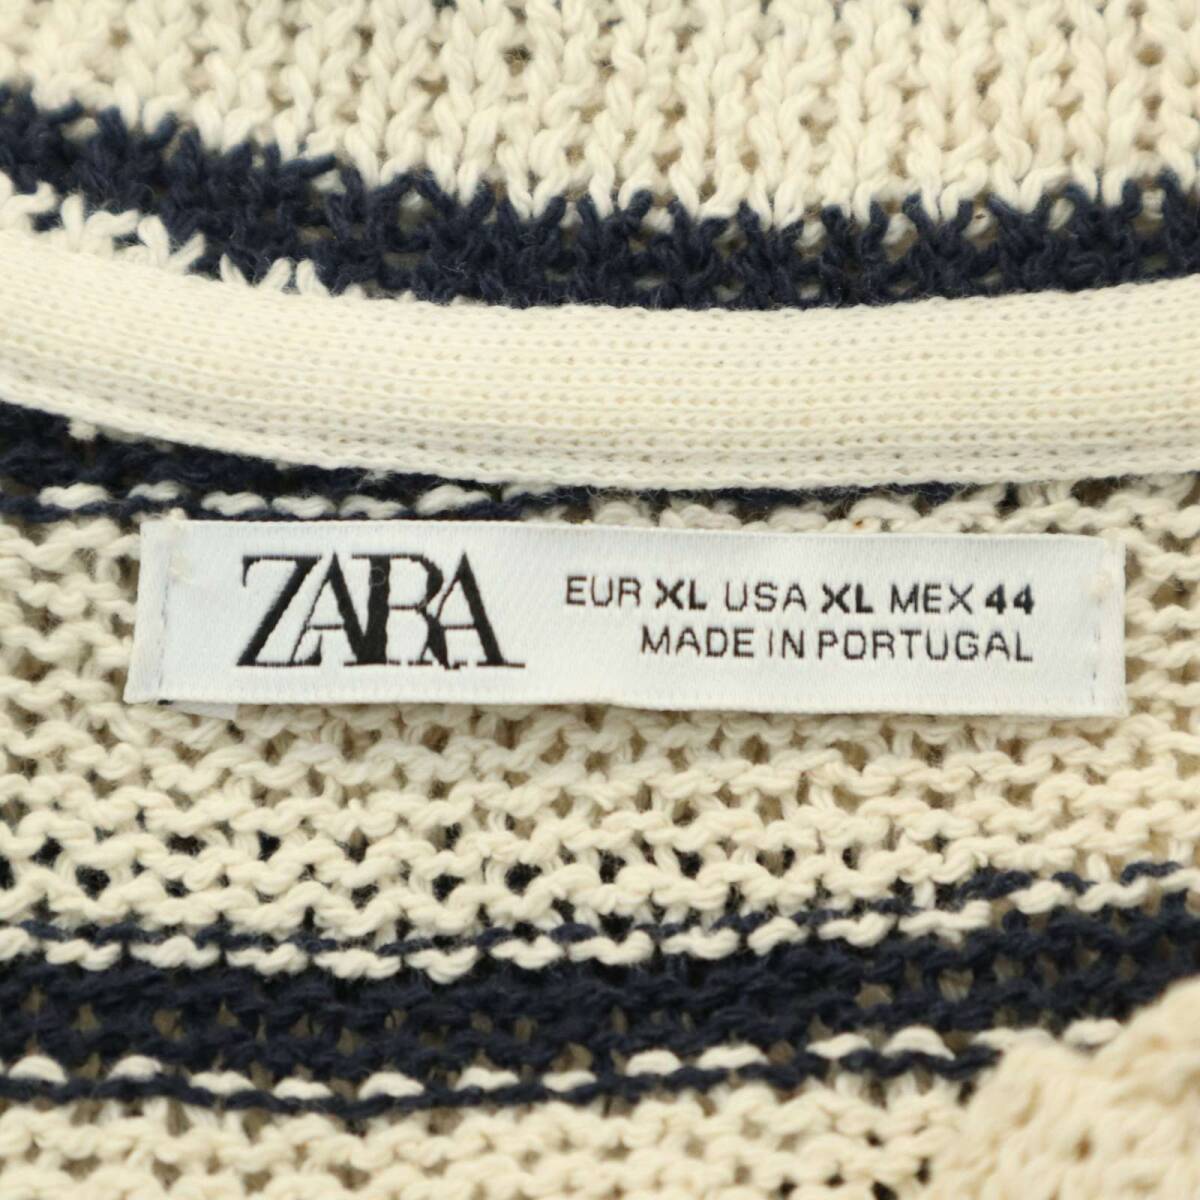 ZARA
EUR XL USA XL MEX 44
MADE IN PORTUGAL